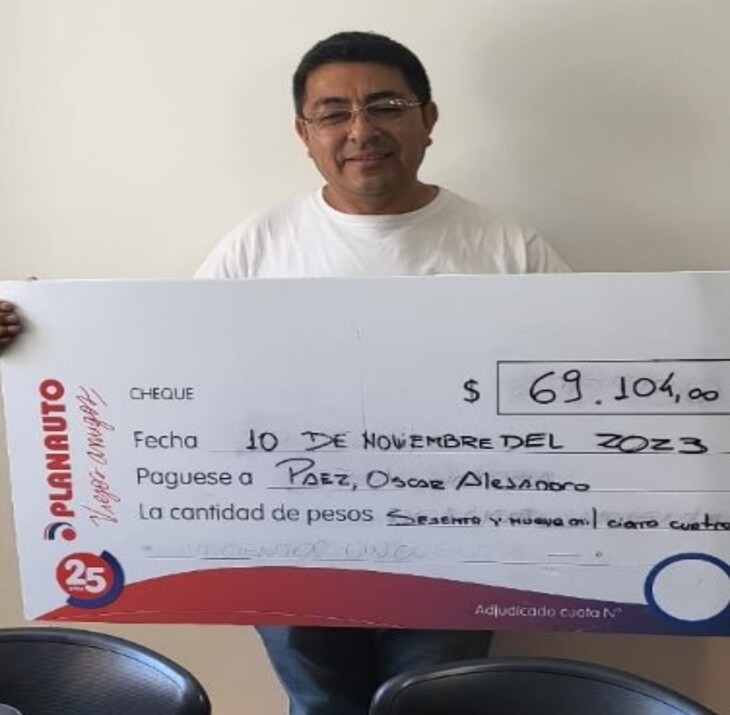 CHEQUE
$ 69.104,00
Fecha 10 DE NOVIEMBRE DEL 2023
Paguese a PAEZ, OSCAR ALEJANDRO
La cantidad de pesos SESENTA Y NUEVE mil ciento cuatro
PLANAUTO
Viejos amigos
25
Adjudicado cuota N°